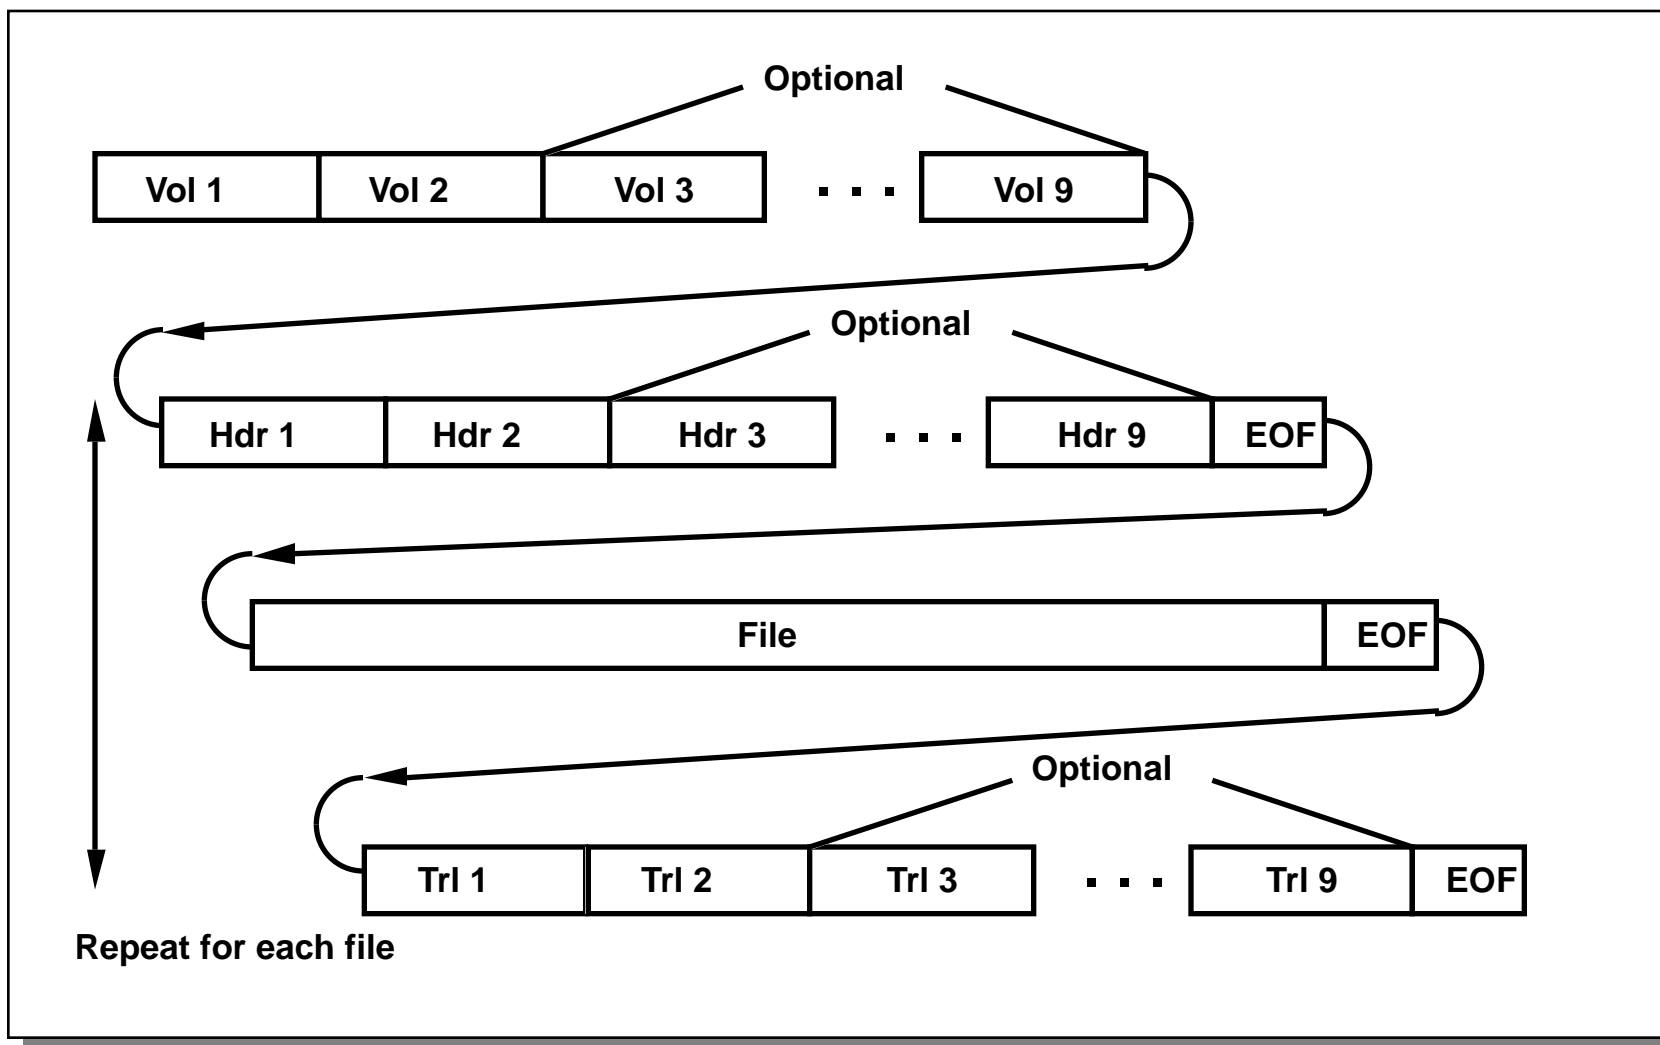 Optional
Vol 1 Vol 2 Vol 3 . . . Vol 9
Optional
Hdr 1 Hdr 2 Hdr 3 . . . Hdr 9 EOF
File EOF
Optional
Trl 1 Trl 2 Trl 3 . . . Trl 9 EOF
Repeat for each file